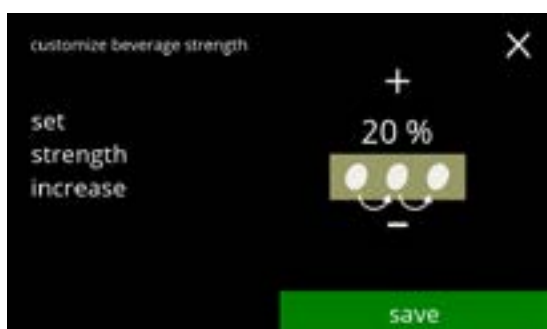 customize beverage strength
set
strength
increase
+
20 %
−
save